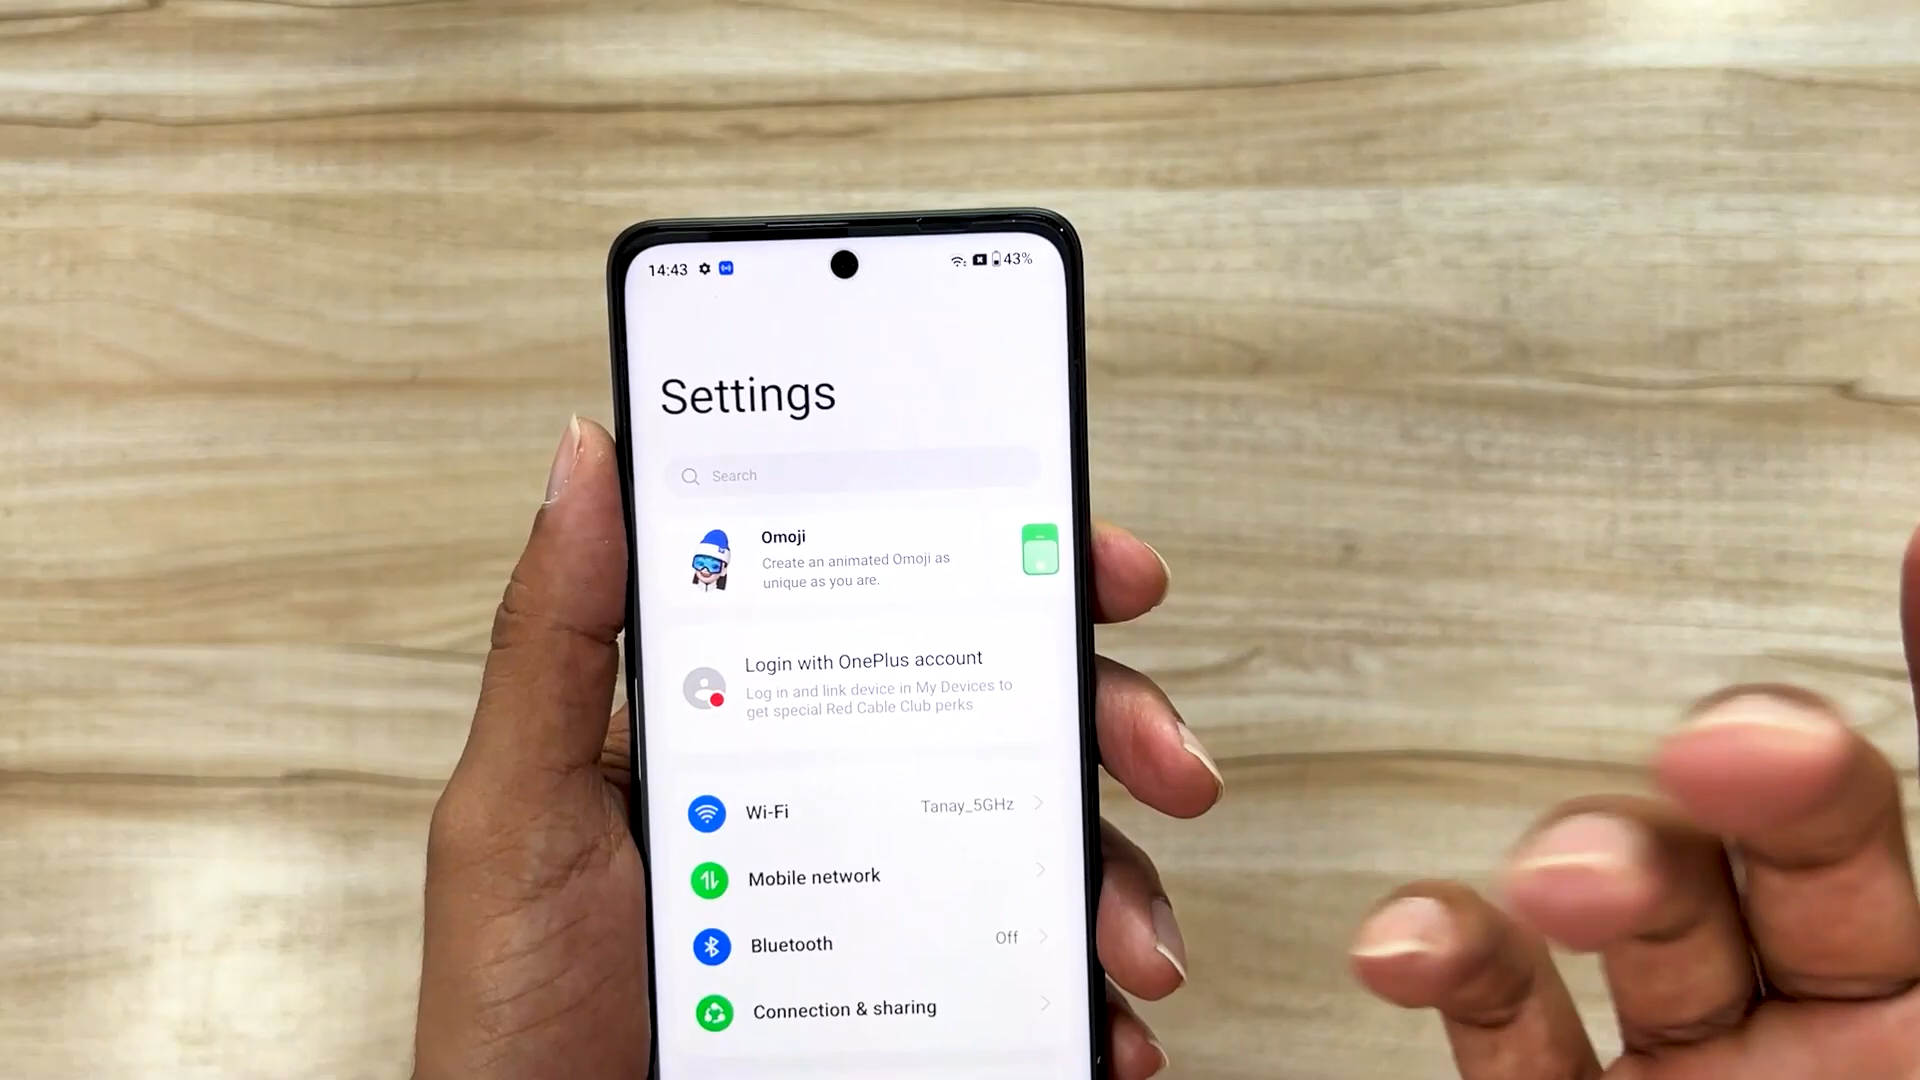 14:43
43%
Settings
Search
Omoji
Create an animated Omoji as
unique as you are.
Login with OnePlus account
Log in and link device in My Devices to
get special Red Cable Club perks
Wi-Fi
Tanay_5GHz
Mobile network
Bluetooth
Off
Connection & sharing